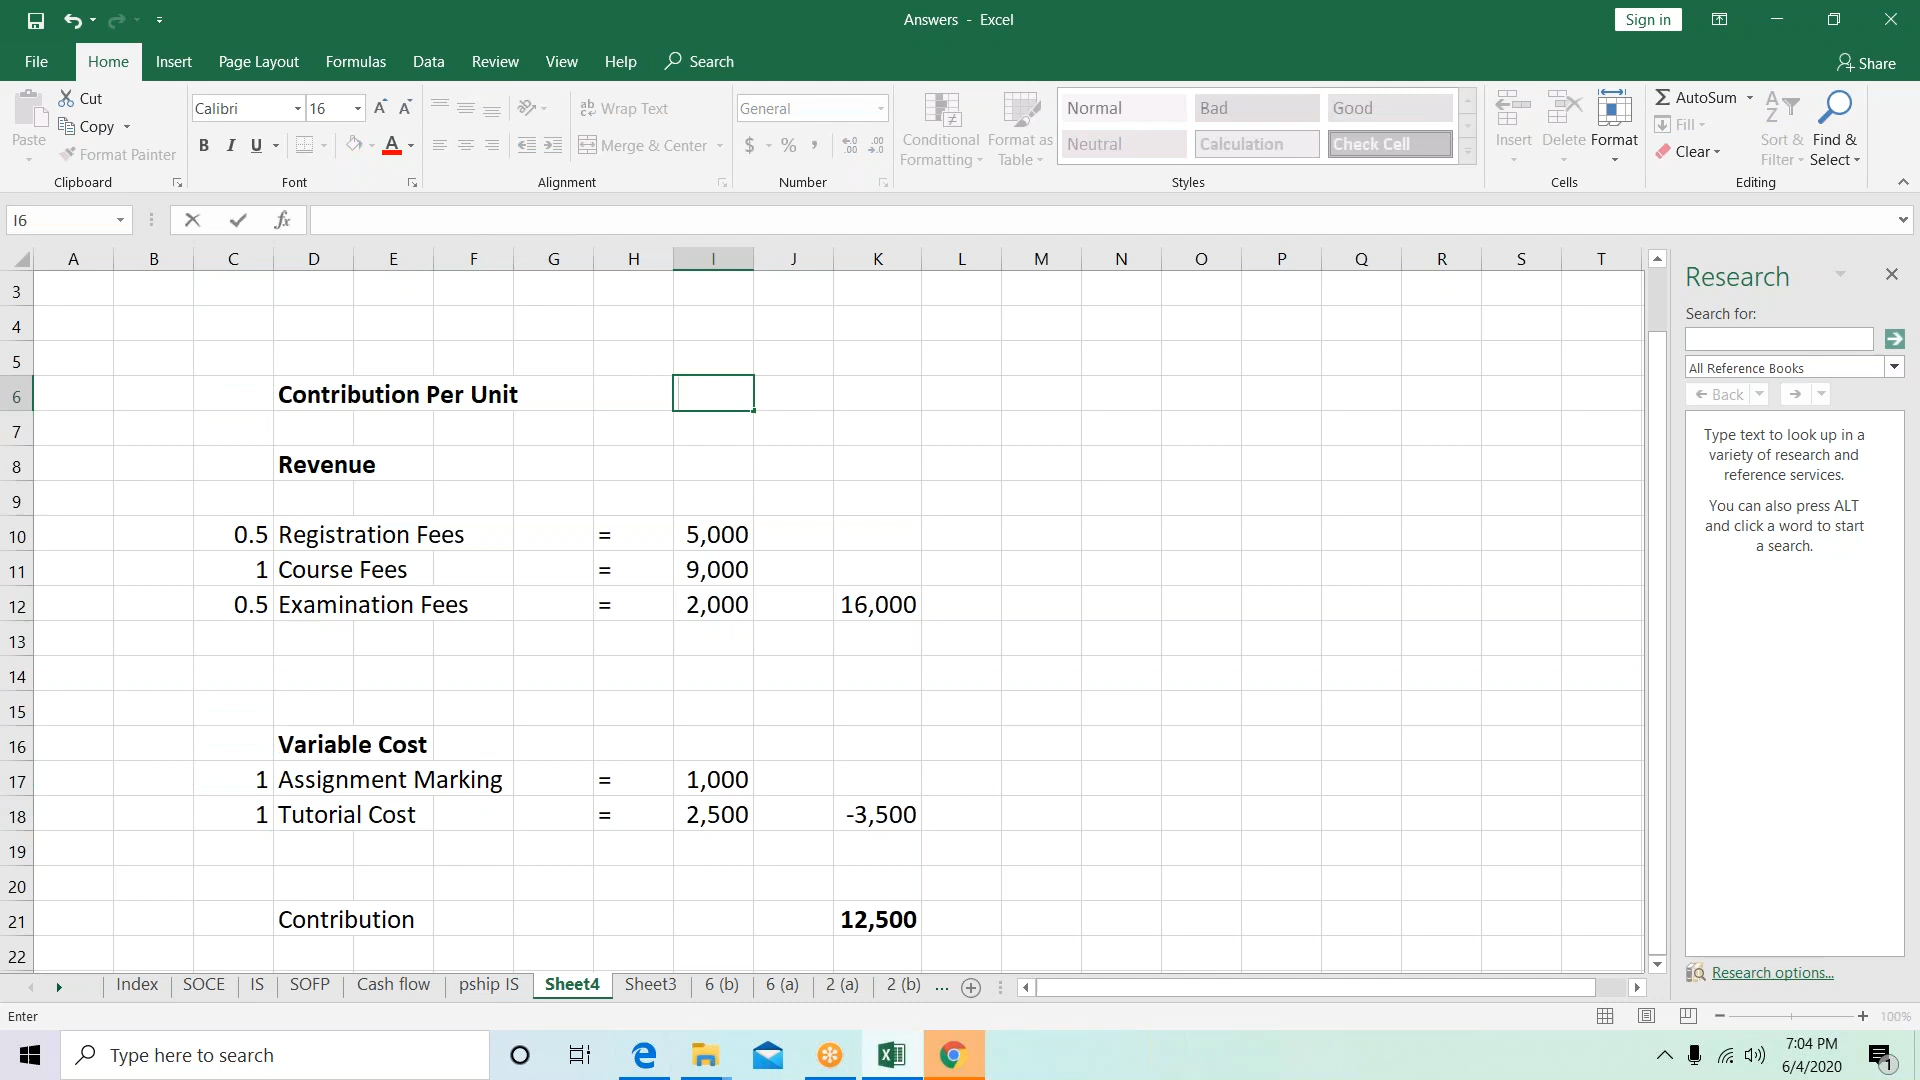 Answers - Excel
Sign in
File Home Insert Page Layout Formulas Data Review View Help Search Share
Paste
Cut
Copy
Format Painter
Clipboard
Calibri 16
B I U
Font
Wrap Text
Merge & Center
Alignment
General
$ % ,
Number
Conditional Formatting
Format as Table
Normal Bad Good
Neutral Calculation Check Cell
Styles
Insert Delete Format
Cells
AutoSum
Fill
Clear
Sort & Filter
Find & Select
Editing
I6 fx
A B C D E F G H I J K L M N O P Q R S T
3
4
5
6 Contribution Per Unit
7
8 Revenue
9
10 0.5 Registration Fees = 5,000
11 1 Course Fees = 9,000
12 0.5 Examination Fees = 2,000 16,000
13
14
15
16 Variable Cost
17 1 Assignment Marking = 1,000
18 1 Tutorial Cost = 2,500 -3,500
19
20
21 Contribution 12,500
22
Research
Search for:
All Reference Books
Back
Type text to look up in a
variety of research and
reference services.
You can also press ALT
and click a word to start
a search.
Research options...
Index SOCE IS SOFP Cash flow pship IS Sheet4 Sheet3 6 (b) 6 (a) 2 (a) 2 (b) ...
Enter
100%
Type here to search
7:04 PM
6/4/2020
1